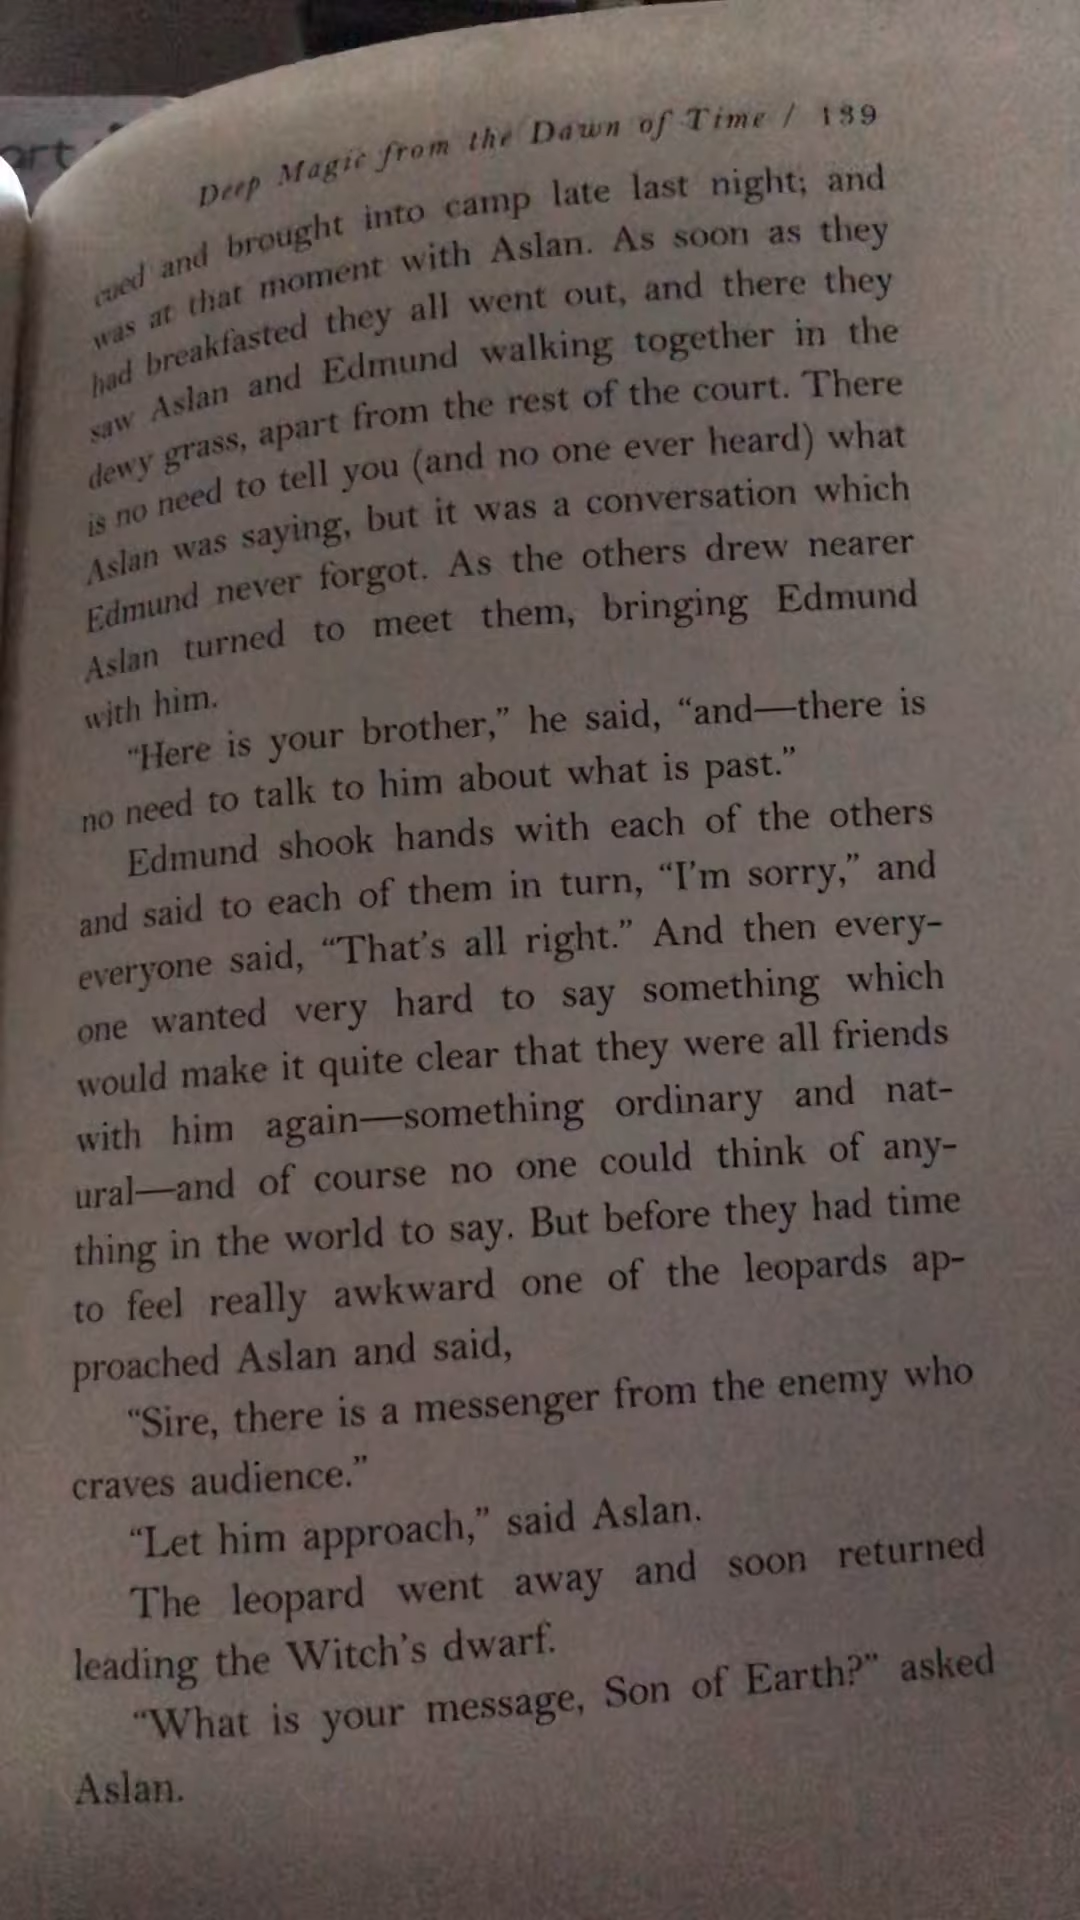 Deep Magic from the Dawn of Time / 139
cued and brought into camp late last night; and
was at that moment with Aslan. As soon as they
had breakfasted they all went out, and there they
saw Aslan and Edmund walking together in the
dewy grass, apart from the rest of the court. There
is no need to tell you (and no one ever heard) what
Aslan was saying, but it was a conversation which
Edmund never forgot. As the others drew nearer
Aslan turned to meet them, bringing Edmund
with him.
“Here is your brother,” he said, “and—there is
no need to talk to him about what is past.”
Edmund shook hands with each of the others
and said to each of them in turn, “I’m sorry,” and
everyone said, “That’s all right.” And then every-
one wanted very hard to say something which
would make it quite clear that they were all friends
with him again—something ordinary and nat-
ural—and of course no one could think of any-
thing in the world to say. But before they had time
to feel really awkward one of the leopards ap-
proached Aslan and said,
“Sire, there is a messenger from the enemy who
craves audience.”
“Let him approach,” said Aslan.
The leopard went away and soon returned
leading the Witch’s dwarf.
“What is your message, Son of Earth?” asked
Aslan.